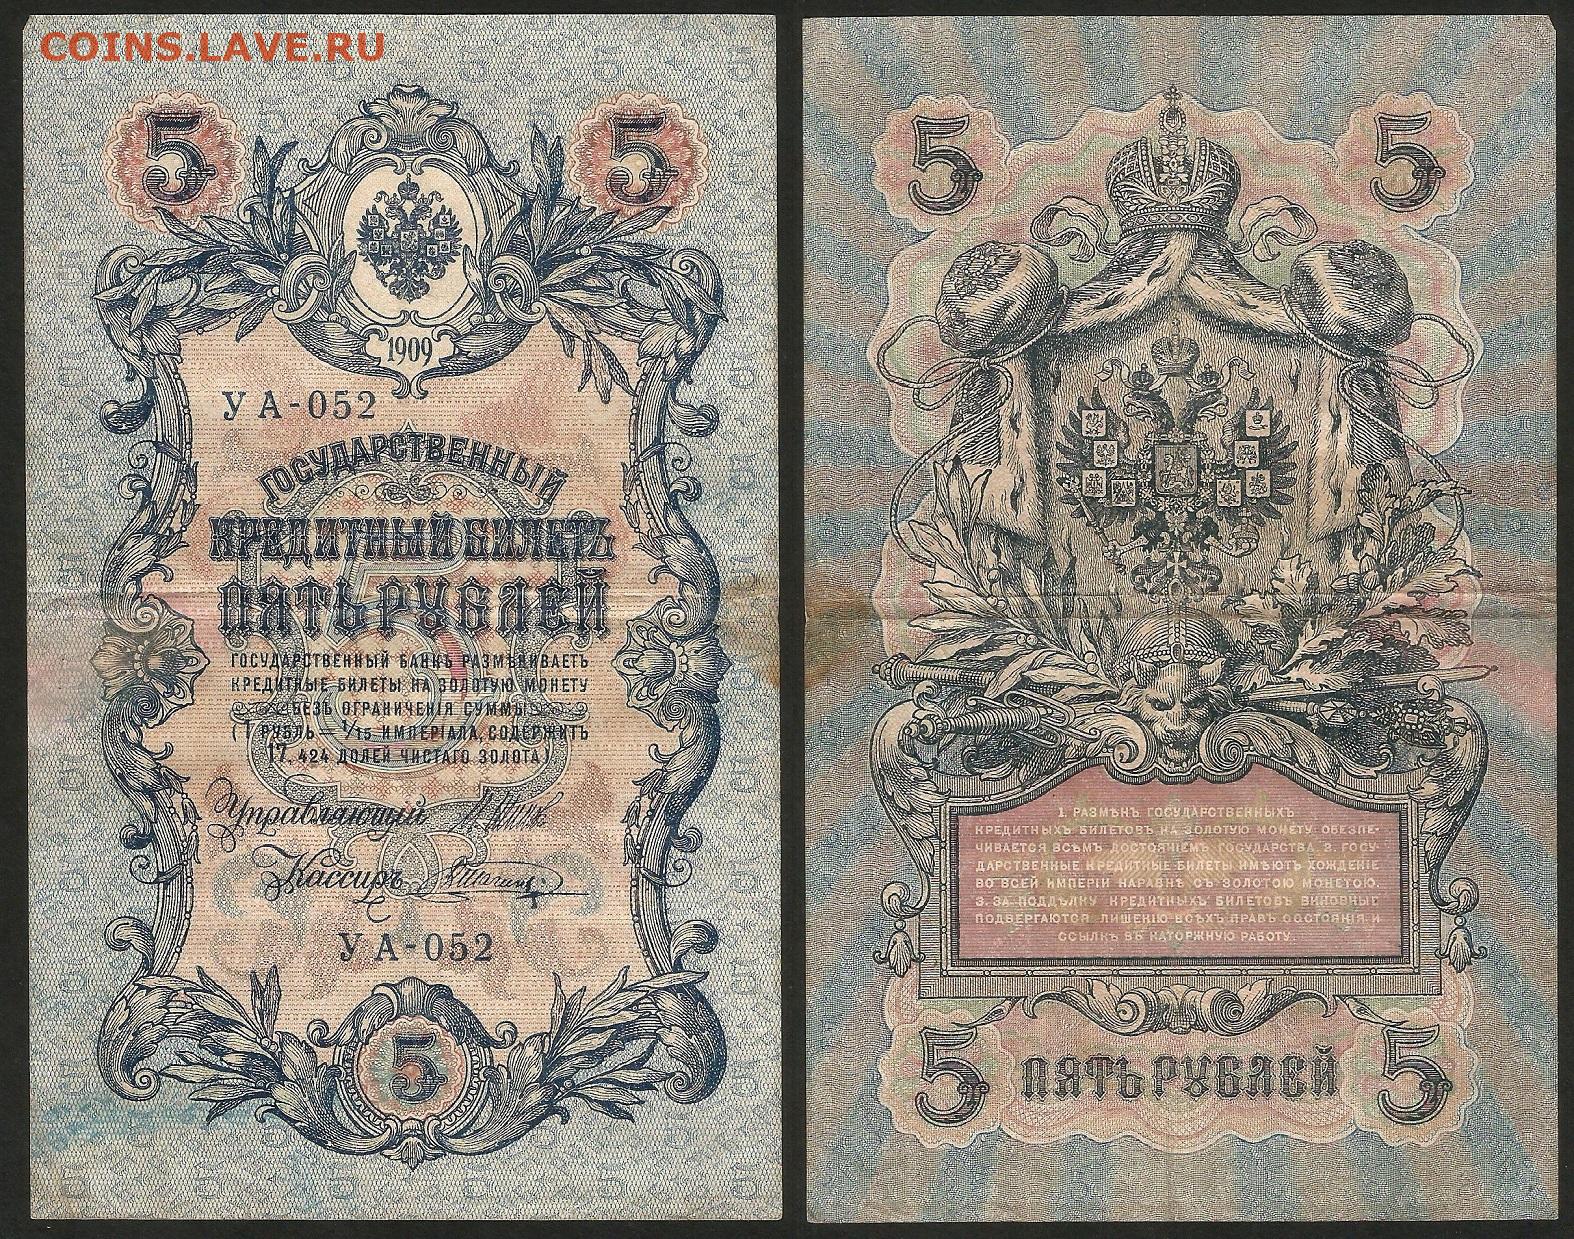 COINS.LAVE.RU
5 5
1909
УА-052
ГОСУДАРСТВЕННЫЙ
КРЕДИТНЫЙ БИЛЕТЪ
ПЯТЬ РУБЛЕЙ
ГОСУДАРСТВЕННЫЙ БАНКЪ РАЗМѢНИВАЕТЪ
КРЕДИТНЫЕ БИЛЕТЫ НА ЗОЛОТУЮ МОНЕТУ
БЕЗЪ ОГРАНИЧЕНІЯ СУММЫ
(1 РУБЛЬ = 1/15 ИМПЕРІАЛА, СОДЕРЖИТЪ
17,424 ДОЛЕЙ ЧИСТАГО ЗОЛОТА)
Управляющій
Кассиръ
УА-052
5
5 5
1. РАЗМѢНЪ ГОСУДАРСТВЕННЫХЪ
КРЕДИТНЫХЪ БИЛЕТОВЪ НА ЗОЛОТУЮ МОНЕТУ ОБЕЗПЕ-
ЧИВАЕТСЯ ВСѢМЪ ДОСТОЯНІЕМЪ ГОСУДАРСТВА. 2. ГОСУ-
ДАРСТВЕННЫЕ КРЕДИТНЫЕ БИЛЕТЫ ИМѢЮТЪ ХОЖДЕНІЕ
ВО ВСЕЙ ИМПЕРІИ НАРАВНѢ СЪ ЗОЛОТОЮ МОНЕТОЮ.
3. ЗА ПОДДѢЛКУ КРЕДИТНЫХЪ БИЛЕТОВЪ ВИНОВНЫЕ
ПОДВЕРГАЮТСЯ ЛИШЕНІЮ ВСѢХЪ ПРАВЪ СОСТОЯНІЯ И
ССЫЛКѢ ВЪ КАТОРЖНУЮ РАБОТУ.
5 ПЯТЬ РУБЛЕЙ 5